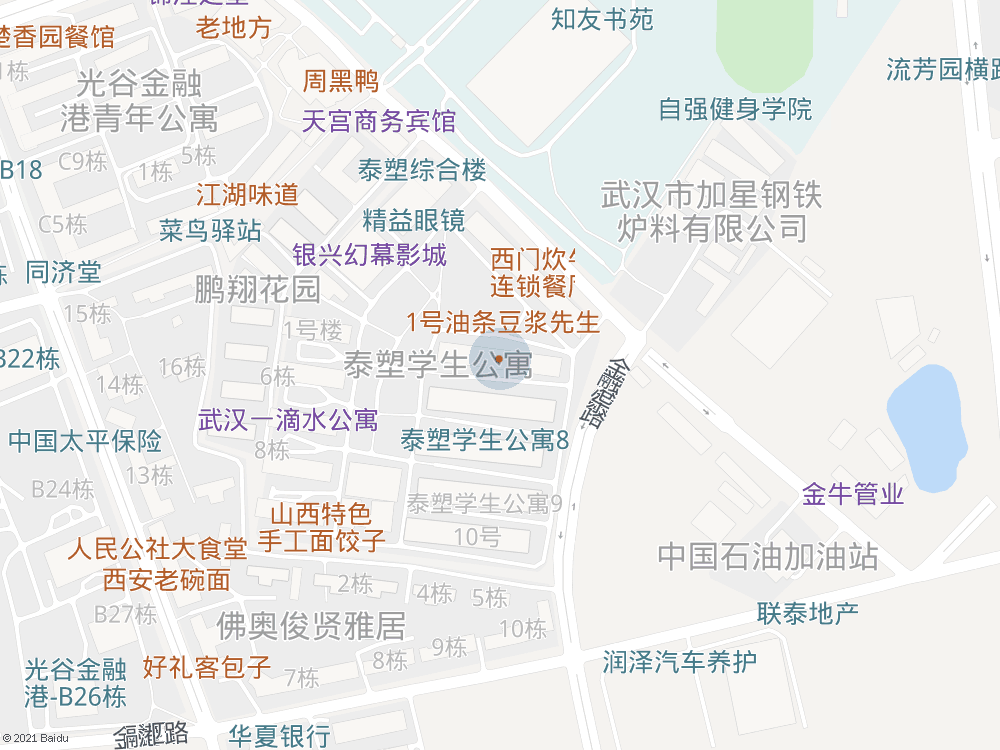 老地方
知友书苑
楚香园餐馆
流芳园横路
光谷金融
港青年公寓
周黑鸭
自强健身学院
天宫商务宾馆
C9栋
5栋
1栋
B18
泰塑综合楼
江湖味道
武汉市加星钢铁
炉料有限公司
C5栋
菜鸟驿站
精益眼镜
银兴幻幕影城
西门炊
连锁餐
同济堂
鹏翔花园
15栋
1号楼
1号油条豆浆先生
B22栋
16栋
泰塑学生公寓
14栋
6栋
金融港路
武汉一滴水公寓
中国太平保险
8栋
泰塑学生公寓8
13栋
B24栋
泰塑学生公寓9
金牛管业
山西特色
手工面饺子
10号
人民公社大食堂
中国石油加油站
西安老碗面
2栋
4栋
5栋
B27栋
佛奥俊贤雅居
联泰地产
10栋
9栋
光谷金融
港-B26栋
好礼客包子
8栋
润泽汽车养护
7栋
华夏银行
© 2021 Baidu